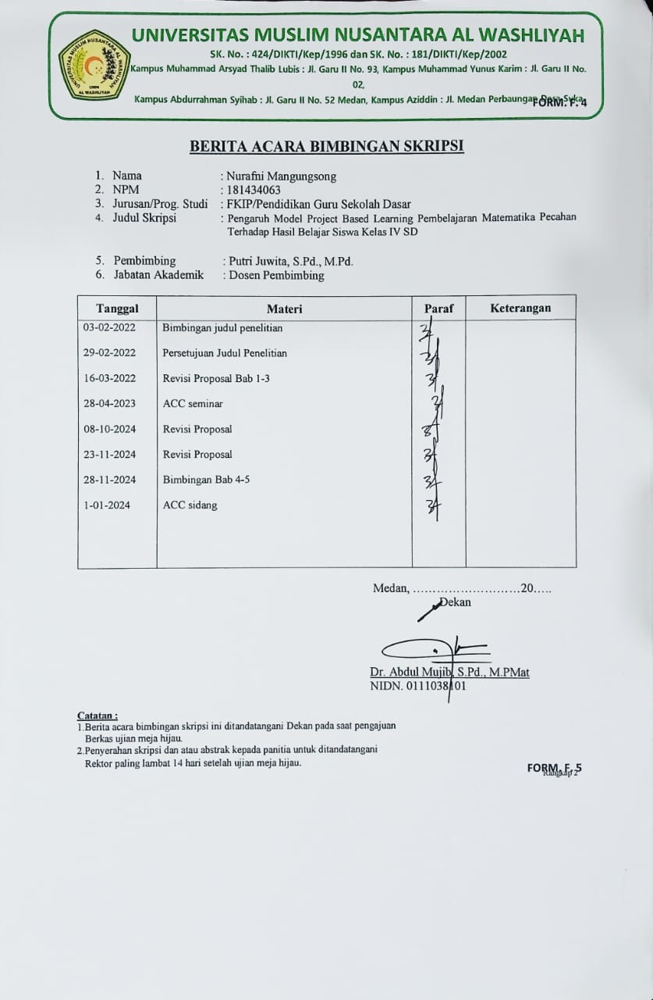 UNIVERSITAS MUSLIM NUSANTARA AL WASHLIYAH
SK. No. : 424/DIKTI/Kep/1996 dan SK. No. : 181/DIKTI/Kep/2002
Kampus Muhammad Arsyad Thalib Lubis : Jl. Garu II No. 93, Kampus Muhammad Yunus Karim : Jl. Garu II No.
02,
Kampus Abdurrahman Syihab : Jl. Garu II No. 52 Medan, Kampus Aziddin : Jl. Medan Perbaungan
FORM. F. 4
UNIVERSITAS MUSLIM NUSANTARA AL WASHLIYAH
UMN
AL WASHLIYAH
BERITA ACARA BIMBINGAN SKRIPSI
1. Nama : Nurafni Mangungsong
2. NPM : 181434063
3. Jurusan/Prog. Studi : FKIP/Pendidikan Guru Sekolah Dasar
4. Judul Skripsi : Pengaruh Model Project Based Learning Pembelajaran Matematika Pecahan
Terhadap Hasil Belajar Siswa Kelas IV SD
5. Pembimbing : Putri Juwita, S.Pd., M.Pd.
6. Jabatan Akademik : Dosen Pembimbing
Tanggal Materi Paraf Keterangan
03-02-2022 Bimbingan judul penelitian
29-02-2022 Persetujuan Judul Penelitian
16-03-2022 Revisi Proposal Bab 1-3
28-04-2023 ACC seminar
08-10-2024 Revisi Proposal
23-11-2024 Revisi Proposal
28-11-2024 Bimbingan Bab 4-5
1-01-2024 ACC sidang
Medan, ...........................20.....
Dekan
Dr. Abdul Mujib, S.Pd., M.PMat
NIDN. 0111038101
Catatan :
1.Berita acara bimbingan skripsi ini ditandatangani Dekan pada saat pengajuan
Berkas ujian meja hijau.
2.Penyerahan skripsi dan atau abstrak kepada panitia untuk ditandatangani
Rektor paling lambat 14 hari setelah ujian meja hijau.
FORM. F. 5